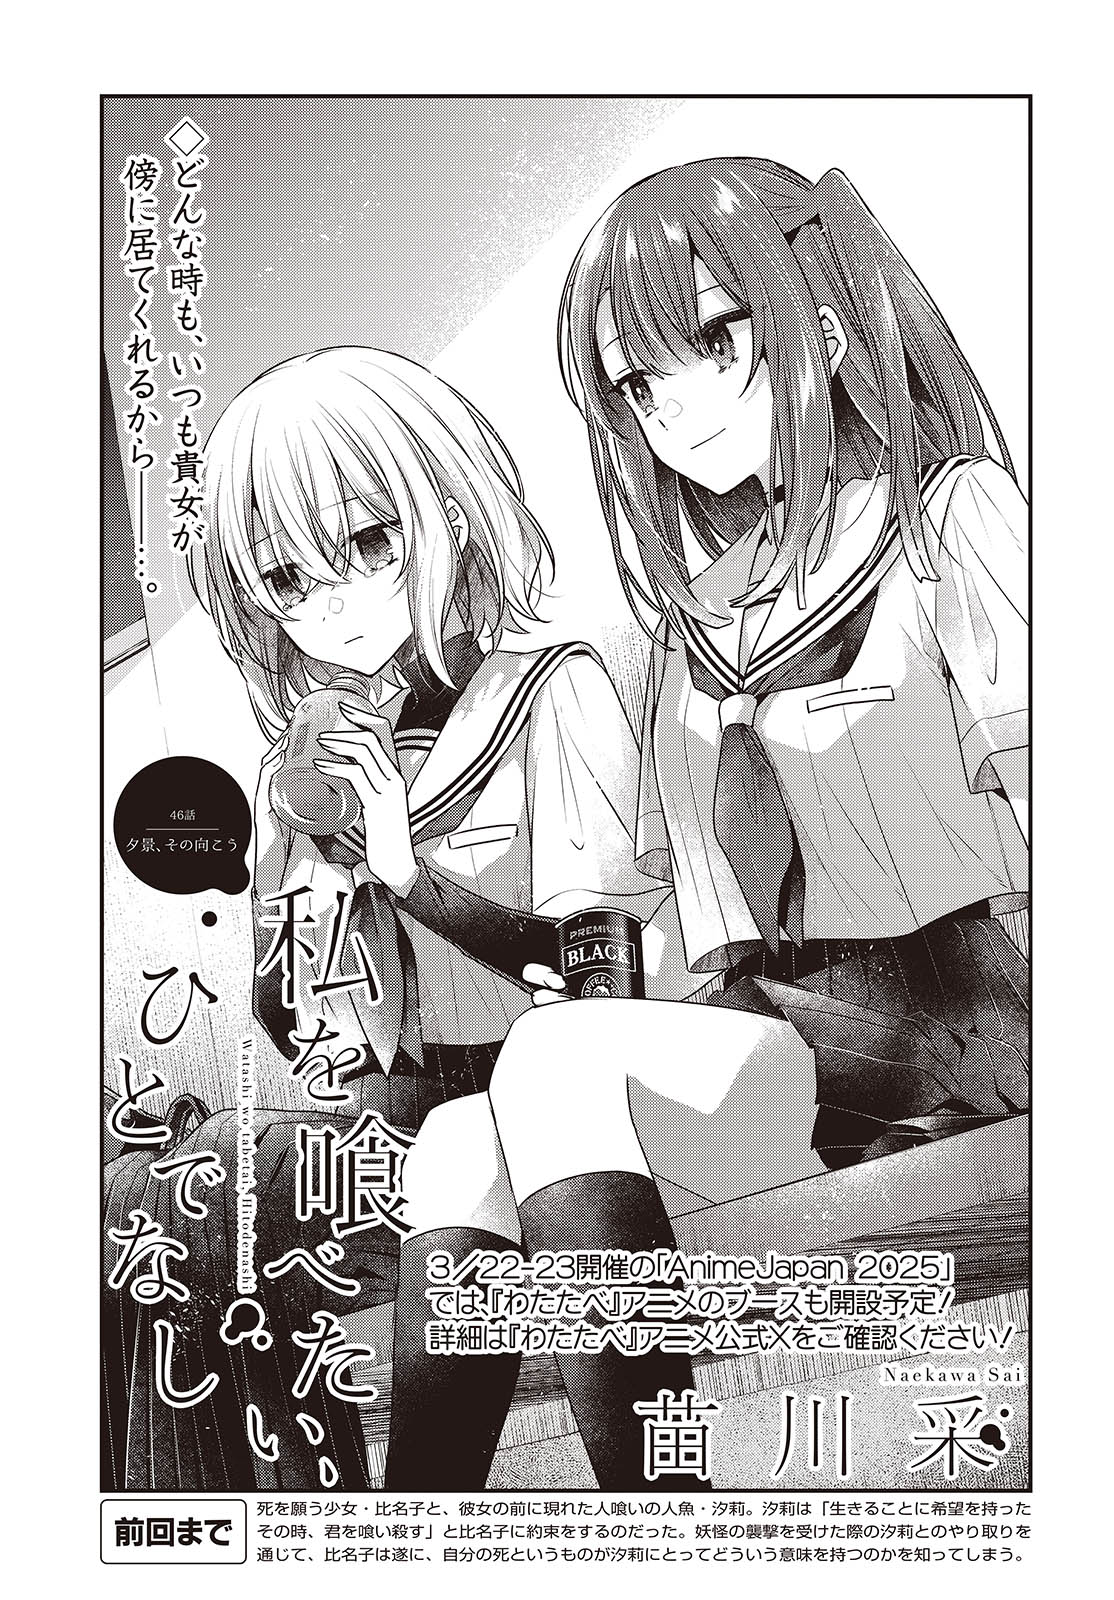 ◇どんな時も、いつも貴女が
傍に居てくれるから――…。
46話
夕景、その向こう
私を喰べたい、
ひとでなし
Watashi wo tabetai, Hitodenashi
PREMIUM
BLACK
COFFEE
3/22-23開催の「AnimeJapan 2025」
では、『わたたべ』アニメのブースも開設予定!
詳細は『わたたべ』アニメ公式Xをご確認ください!
Naekawa Sai
苗川采
前回まで
死を願う少女・比名子と、彼女の前に現れた人喰いの人魚・汐莉。汐莉は「生きることに希望を持った
その時、君を喰い殺す」と比名子に約束をするのだった。妖怪の襲撃を受けた際の汐莉とのやり取りを
通じて、比名子は遂に、自分の死というものが汐莉にとってどういう意味を持つのかを知ってしまう。